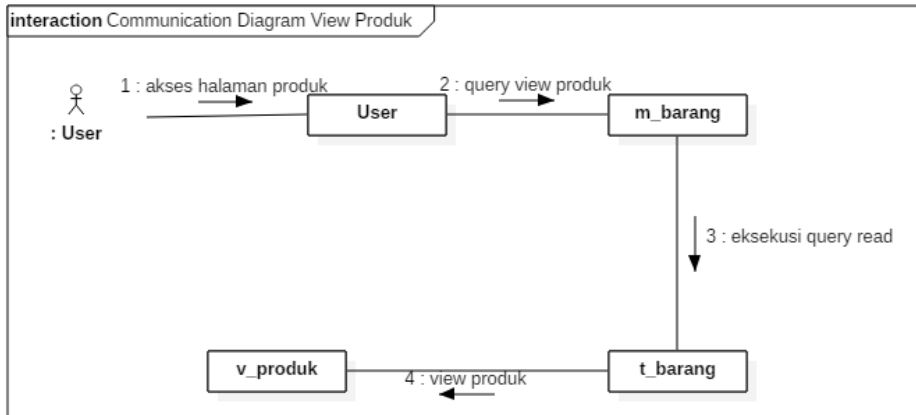 interaction Communication Diagram View Produk
1 : akses halaman produk
2 : query view produk
: User
User
m_barang
3 : eksekusi query read
v_produk
4 : view produk
t_barang